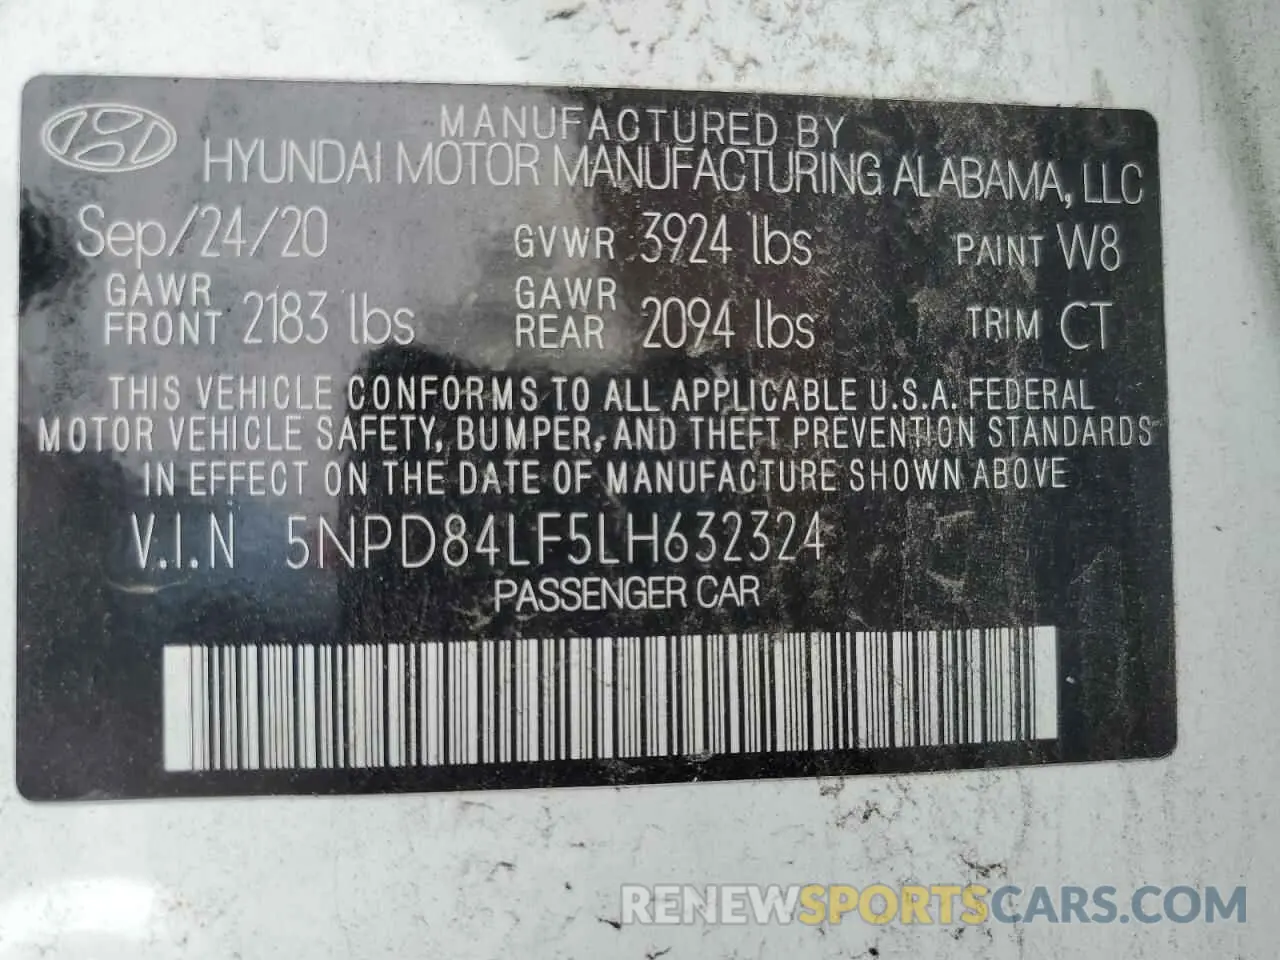 MANUFACTURED BY
HYUNDAI MOTOR MANUFACTURING ALABAMA, LLC
Sep/24/20 GVWR 3924 lbs PAINT W8
GAWR FRONT 2183 lbs GAWR REAR 2094 lbs TRIM CT
THIS VEHICLE CONFORMS TO ALL APPLICABLE U.S.A. FEDERAL
MOTOR VEHICLE SAFETY, BUMPER, AND THEFT PREVENTION STANDARDS
IN EFFECT ON THE DATE OF MANUFACTURE SHOWN ABOVE
V.I.N 5NPD84LF5LH632324
PASSENGER CAR
RENEWSPORTSCARS.COM